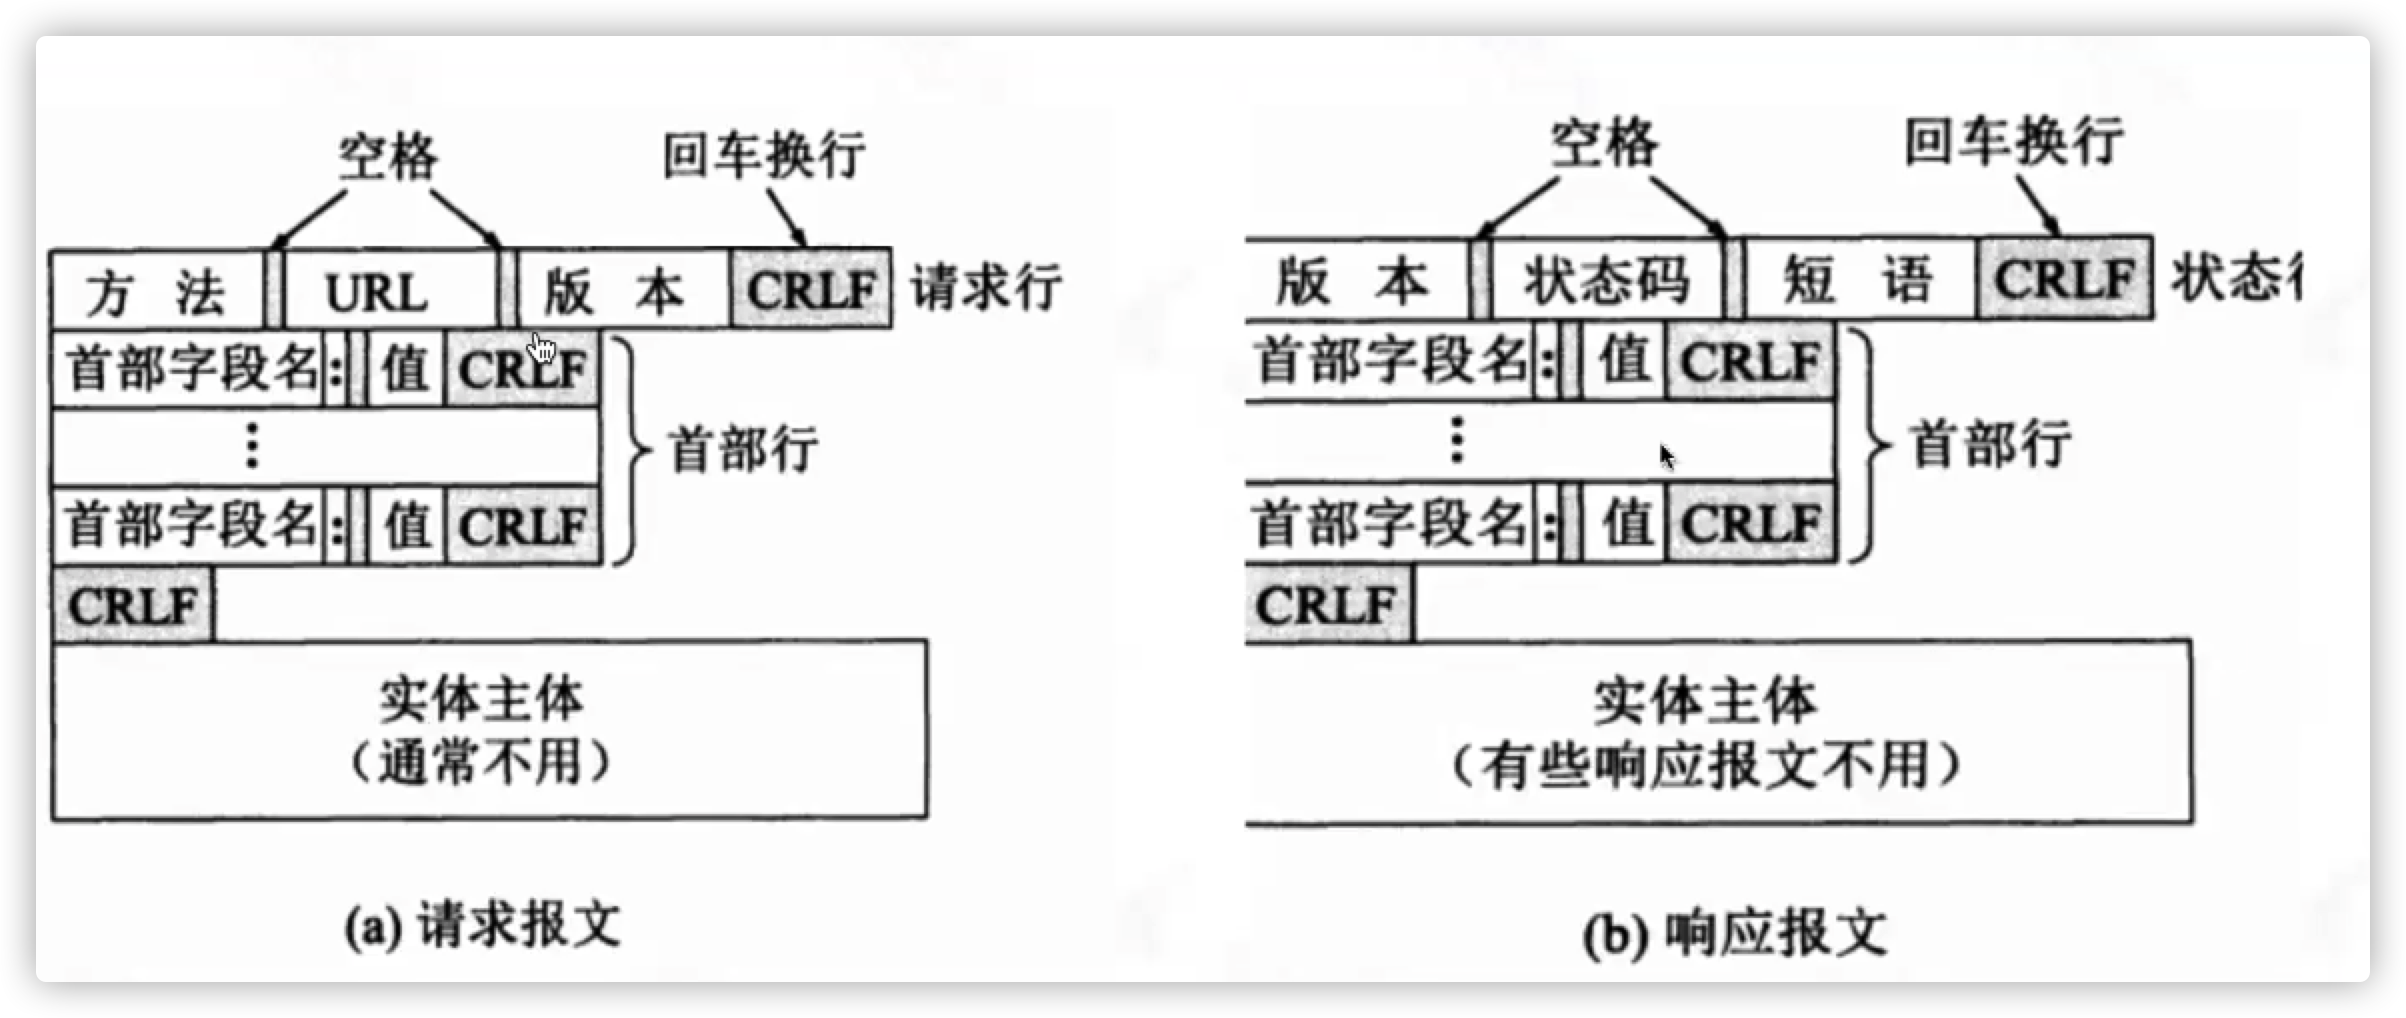 空格 回车换行
方法 URL 版本 CRLF 请求行
首部字段名: 值 CRLF
⋮
首部行
首部字段名: 值 CRLF
CRLF
实体主体
（通常不用）
(a) 请求报文
空格 回车换行
版本 状态码 短语 CRLF 状态
首部字段名: 值 CRLF
⋮
首部行
首部字段名: 值 CRLF
CRLF
实体主体
（有些响应报文不用）
(b) 响应报文